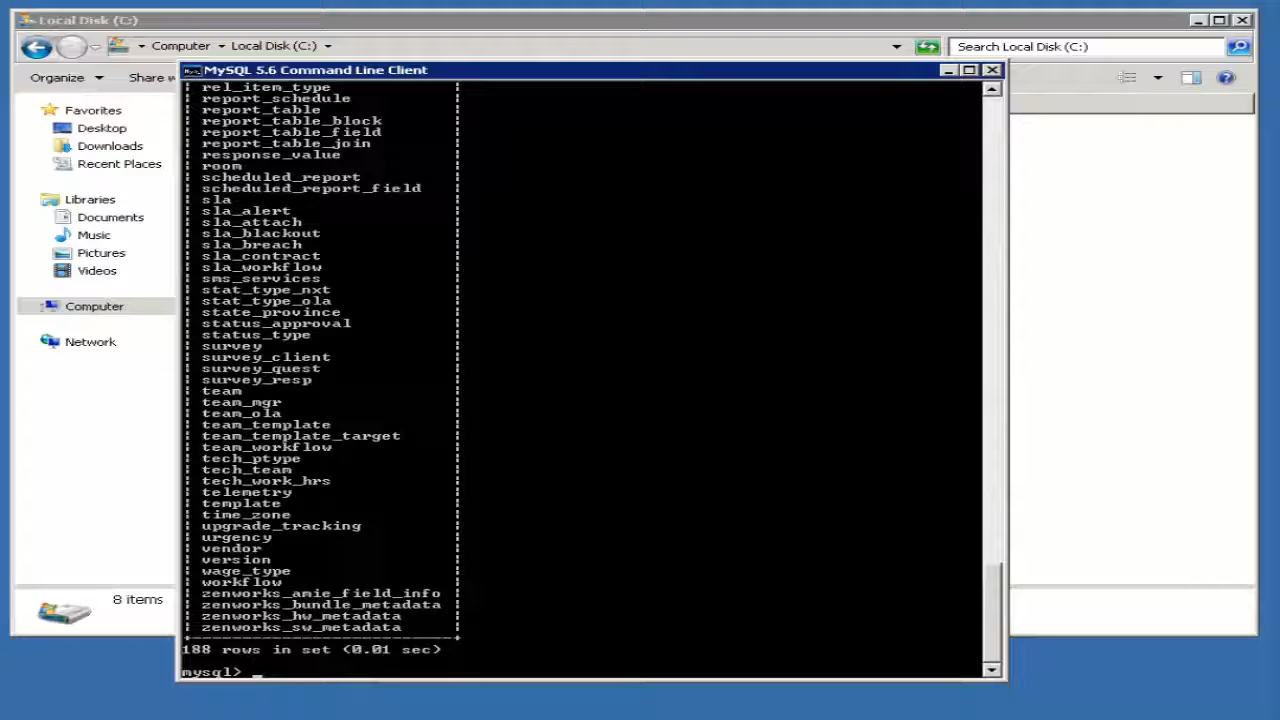 Local Disk (C:)
Computer Local Disk (C:)
Search Local Disk (C:)
Organize Share w
MySQL 5.6 Command Line Client
Favorites
Desktop
Downloads
Recent Places
Libraries
Documents
Music
Pictures
Videos
Computer
Network
8 items
| rel_item_type |
| report_schedule |
| report_table |
| report_table_block |
| report_table_field |
| report_table_join |
| response_value |
| room |
| scheduled_report |
| scheduled_report_field |
| sla |
| sla_alert |
| sla_attach |
| sla_blackout |
| sla_breach |
| sla_contract |
| sla_workflow |
| sms_services |
| stat_type_nxt |
| stat_type_ola |
| state_province |
| status_approval |
| status_type |
| survey |
| survey_client |
| survey_quest |
| survey_resp |
| team |
| team_mgr |
| team_ola |
| team_template |
| team_template_target |
| team_workflow |
| tech_ptype |
| tech_team |
| tech_work_hrs |
| telemetry |
| template |
| time_zone |
| upgrade_tracking |
| urgency |
| vendor |
| version |
| wage_type |
| workflow |
| zenworks_amie_field_info |
| zenworks_bundle_metadata |
| zenworks_hw_metadata |
| zenworks_sw_metadata |
+---------------------------+
188 rows in set (0.01 sec)
mysql> _